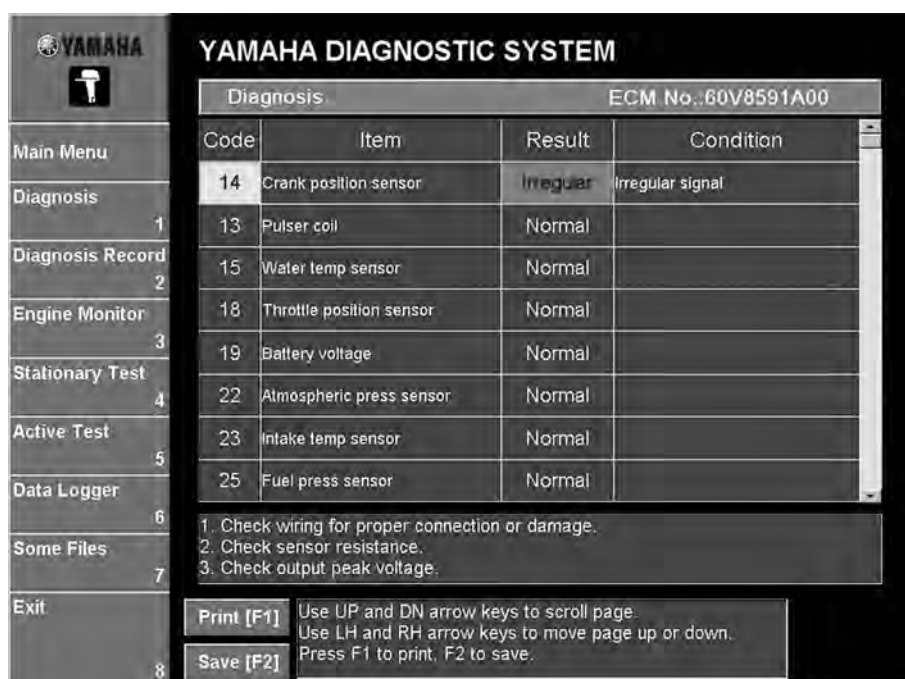 YAMAHA
YAMAHA DIAGNOSTIC SYSTEM
Diagnosis ECM No.:60V8591A00
Main Menu
Diagnosis
1
Diagnosis Record
2
Engine Monitor
3
Stationary Test
4
Active Test
5
Data Logger
6
Some Files
7
Exit
8
Code Item Result Condition
14 Crank position sensor Irregular Irregular signal
13 Pulser coil Normal
15 Water temp sensor Normal
18 Throttle position sensor Normal
19 Battery voltage Normal
22 Atmospheric press sensor Normal
23 Intake temp sensor Normal
25 Fuel press sensor Normal
1. Check wiring for proper connection or damage.
2. Check sensor resistance.
3. Check output peak voltage.
Print [F1]
Save [F2]
Use UP and DN arrow keys to scroll page.
Use LH and RH arrow keys to move page up or down.
Press F1 to print, F2 to save.